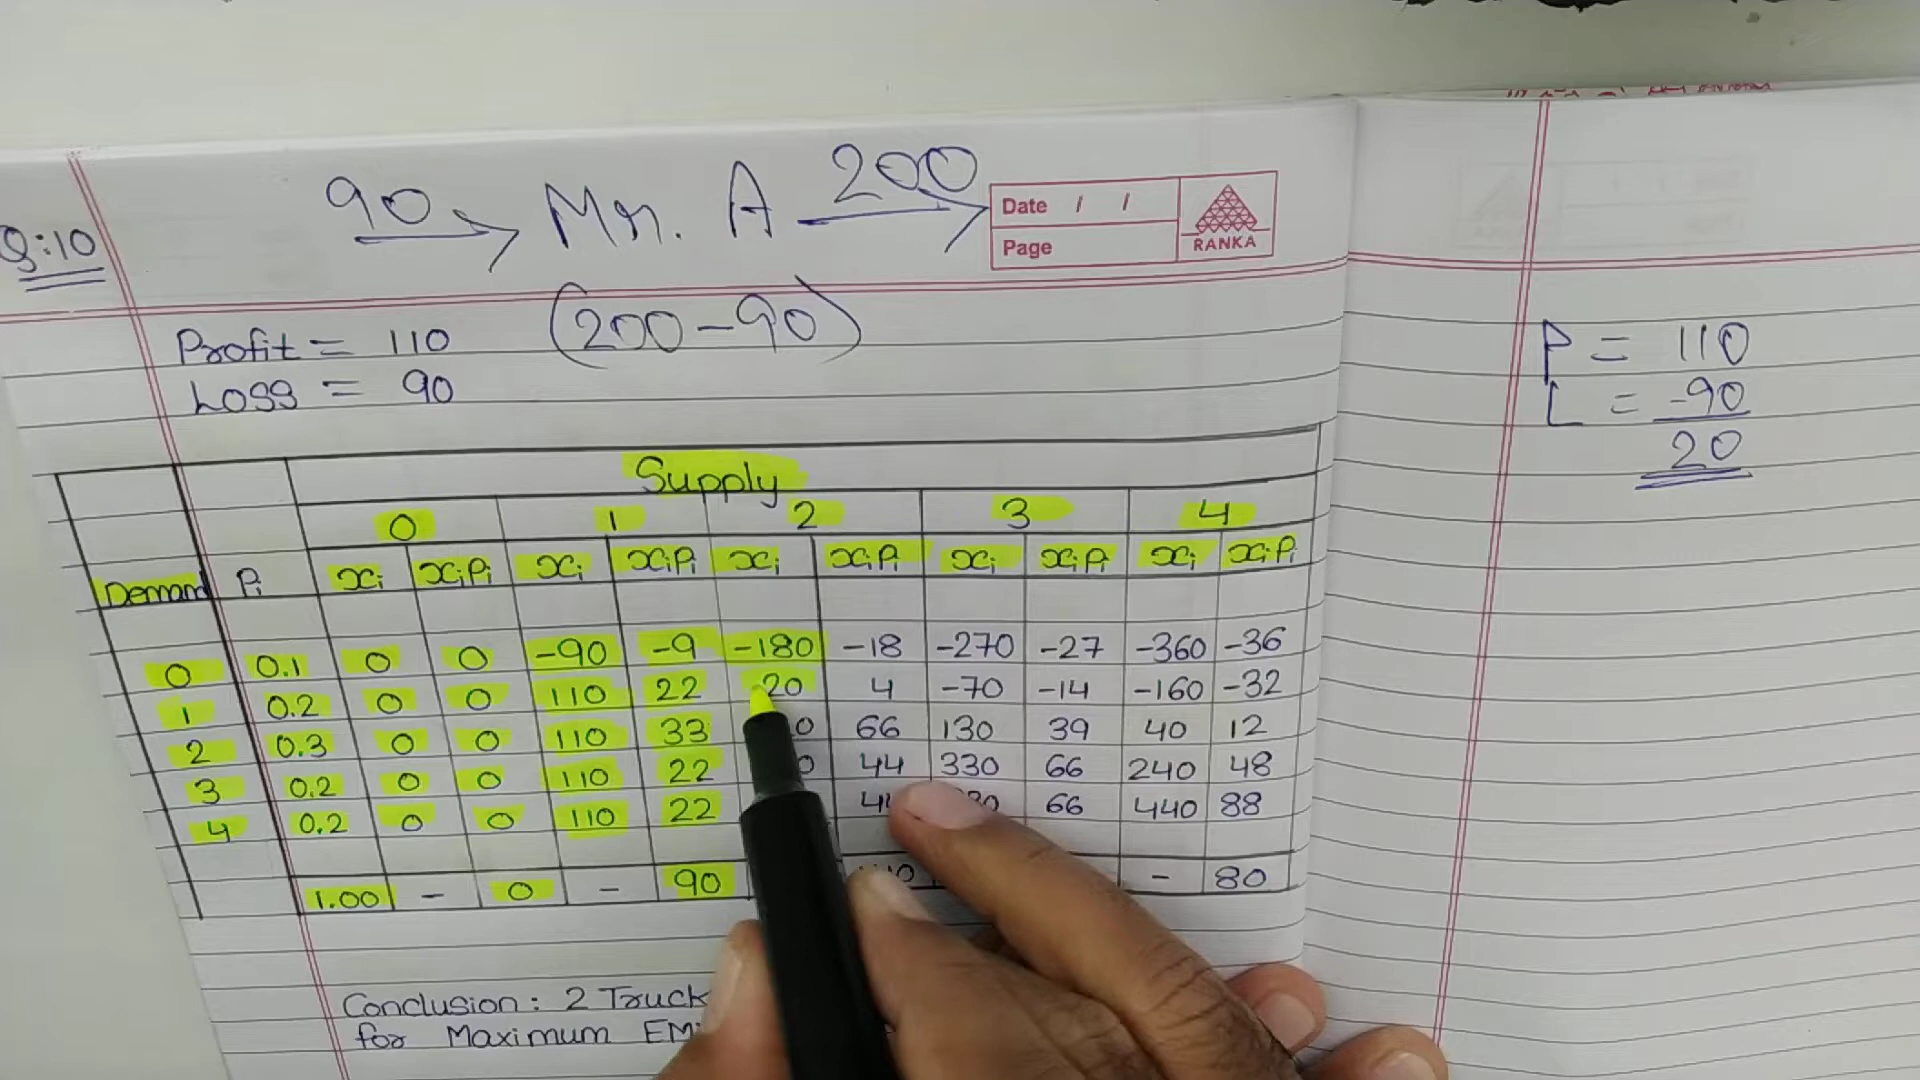 90 → Mr. A 200 →
Date / /
Page
RANKA
Q:10
Profit = 110 (200-90)
Loss = 90
P = 110
L = -90
20
Supply
0 1 2 3 4
Demand Pi xi xiPi xi xiPi xi xiPi xi xiPi xi xiPi
0 0.1 0 0 -90 -9 -180 -18 -270 -27 -360 -36
1 0.2 0 0 110 22 20 4 -70 -14 -160 -32
2 0.3 0 0 110 33 66 130 39 40 12
3 0.2 0 0 110 22 44 330 66 240 48
4 0.2 0 0 110 22 66 440 88
1.00 - 0 - 90 - 80
Conclusion: 2 Truck
for Maximum